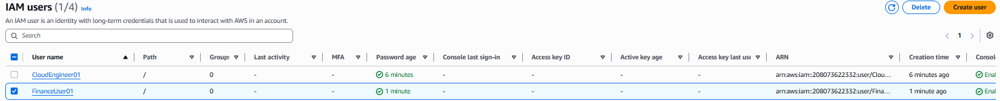 IAM users (1/4) Info
Delete
Create user
An IAM user is an identity with long-term credentials that is used to interact with AWS in an account.
Search
1
User name Path Groups Last activity MFA Password age Console last sign-in Access key ID Active key age Access key last use ARN Creation time Consol
CloudEngineer01 / 0 - - 6 minutes - - - - arn:aws:iam::208073622332:user/Clou... 6 minutes ago Enal
FinanceUser01 / 0 - - 1 minute - - - - arn:aws:iam::208073622332:user/Fina... 1 minute ago Enal